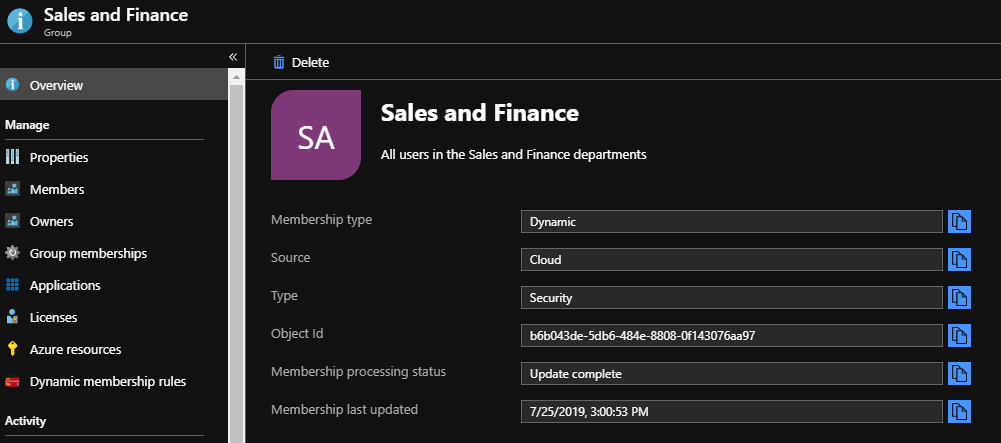 Sales and Finance
Group
«
Overview
Manage
Properties
Members
Owners
Group memberships
Applications
Licenses
Azure resources
Dynamic membership rules
Activity
Delete
SA
Sales and Finance
All users in the Sales and Finance departments
Membership type Dynamic
Source Cloud
Type Security
Object Id b6b043de-5db6-484e-8808-0f143076aa97
Membership processing status Update complete
Membership last updated 7/25/2019, 3:00:53 PM